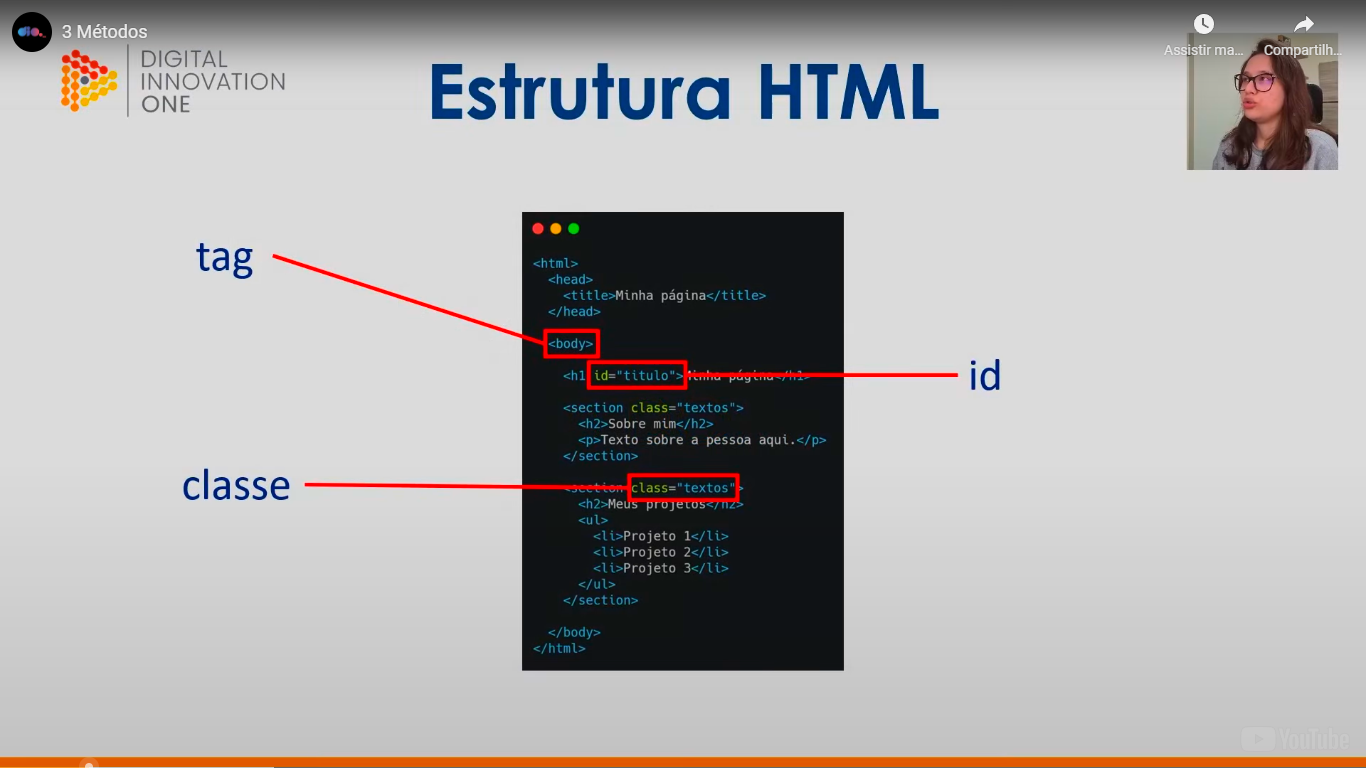 3 Métodos
Assistir ma...
Compartilh...
DIGITAL
INNOVATION
ONE
Estrutura HTML
tag
<html>
<head>
<title>Minha página</title>
</head>
<body>
<h1 id="titulo">Minha página</h1>
id
<section class="textos">
<h2>Sobre mim</h2>
<p>Texto sobre a pessoa aqui.</p>
</section>
classe
<section class="textos">
<h2>Meus projetos</h2>
<ul>
<li>Projeto 1</li>
<li>Projeto 2</li>
<li>Projeto 3</li>
</ul>
</section>
</body>
</html>
YouTube